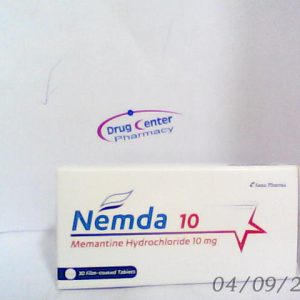 Drug Center
Pharmacy
Nemda 10
Memantine Hydrochloride 10 mg
30 Film-coated Tablets
04/09/2